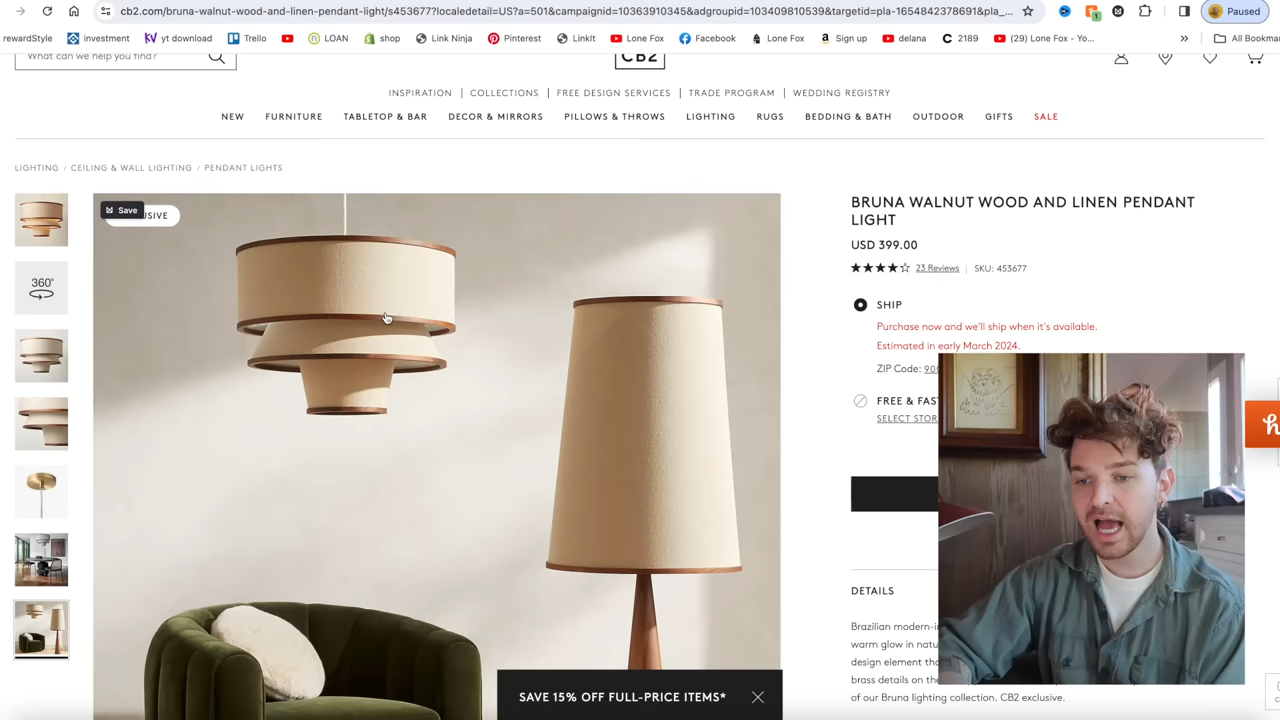 cb2.com/bruna-walnut-wood-and-linen-pendant-light/s453677?localedetail=US?a=501&campaignid=10363910345&adgroupid=103409810539&targetid=pla-1654842378691&pla_...
Paused
rewardStyle
investment
yt download
Trello
LOAN
shop
Link Ninja
Pinterest
LinkIt
Lone Fox
Facebook
Lone Fox
Sign up
delana
2189
(29) Lone Fox - Yo...
»
All Bookmar
What can we help you find?
CB2
INSPIRATION | COLLECTIONS | FREE DESIGN SERVICES | TRADE PROGRAM | WEDDING REGISTRY
NEW FURNITURE TABLETOP & BAR DECOR & MIRRORS PILLOWS & THROWS LIGHTING RUGS BEDDING & BATH OUTDOOR GIFTS SALE
LIGHTING / CEILING & WALL LIGHTING / PENDANT LIGHTS
Save
USIVE
360°
BRUNA WALNUT WOOD AND LINEN PENDANT
LIGHT
USD 399.00
23 Reviews | SKU: 453677
SHIP
Purchase now and we'll ship when it's available.
Estimated in early March 2024.
ZIP Code: 900
FREE & FAS
SELECT STOR
DETAILS
Brazilian modern-in
warm glow in natu
design element tha
brass details on the
of our Bruna lighting collection. CB2 exclusive.
SAVE 15% OFF FULL-PRICE ITEMS*